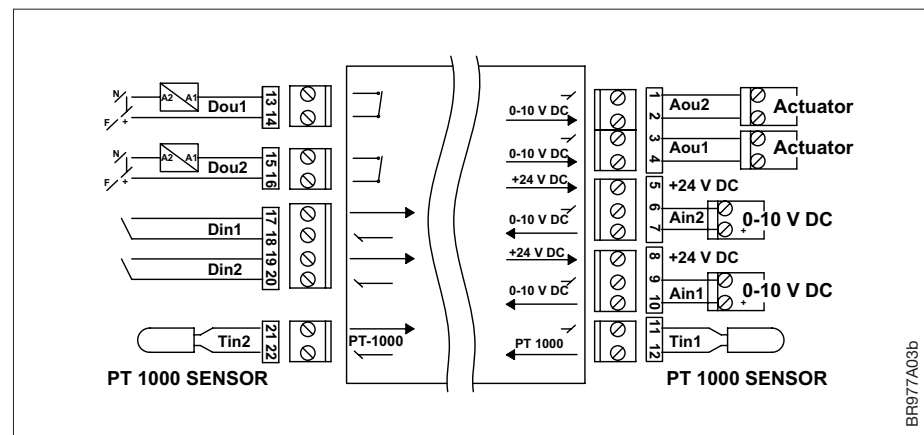 N
A2 A1
Dou1
F +
13
14
N
A2 A1
Dou2
F +
15
16
17
Din1
18
19
Din2
20
21
Tin2
22
PT 1000 SENSOR
PT-1000
0-10 V DC
0-10 V DC
+24 V DC
0-10 V DC
+24 V DC
0-10 V DC
PT 1000
1
Aou2
2
Actuator
3
Aou1
4
Actuator
5
+24 V DC
6
Ain2
7
0-10 V DC
+
8
+24 V DC
9
Ain1
10
0-10 V DC
+
11
Tin1
12
PT 1000 SENSOR
BR977A03b